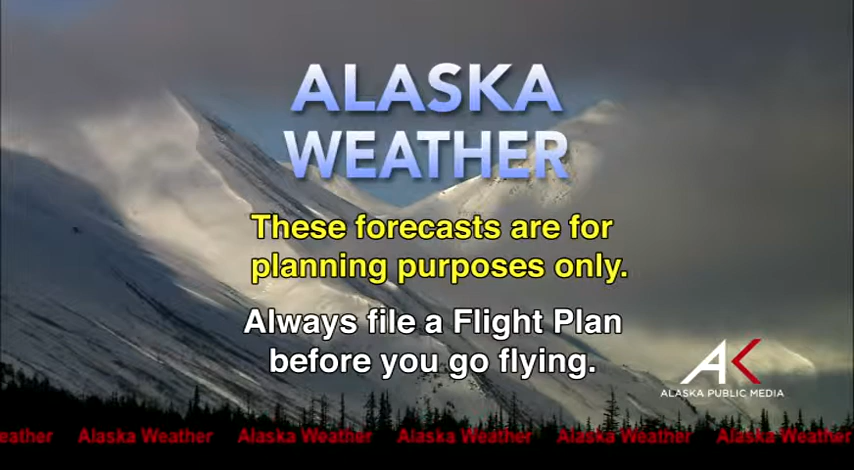 ALASKA
WEATHER
These forecasts are for
planning purposes only.
Always file a Flight Plan
before you go flying.
AK
ALASKA PUBLIC MEDIA
eather Alaska Weather Alaska Weather Alaska Weather Alaska Weather Alaska Weather